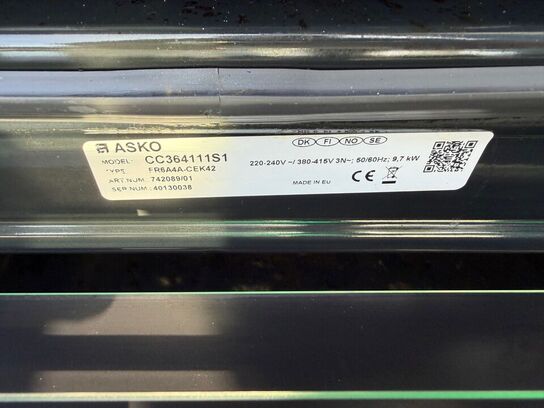 ASKO
MODEL: CC364111S1
TYPE: FR6A4A-CEK42
ART.NUM.: 742089/01
SER.NUM.: 40130038
DK FI NO SE
220-240V ~/ 380-415V 3N~; 50/60Hz; 9,7 kW
CE
MADE IN EU